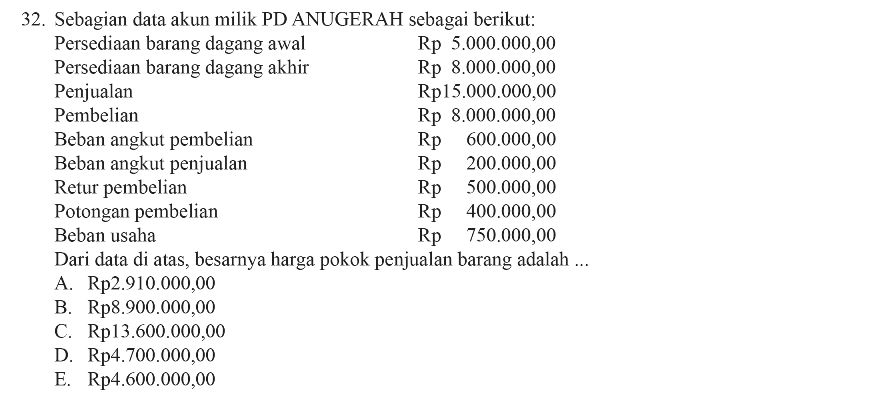 32. Sebagian data akun milik PD ANUGERAH sebagai berikut:
Persediaan barang dagang awal Rp 5.000.000,00
Persediaan barang dagang akhir Rp 8.000.000,00
Penjualan Rp15.000.000,00
Pembelian Rp 8.000.000,00
Beban angkut pembelian Rp 600.000,00
Beban angkut penjualan Rp 200.000,00
Retur pembelian Rp 500.000,00
Potongan pembelian Rp 400.000,00
Beban usaha Rp 750.000,00
Dari data di atas, besarnya harga pokok penjualan barang adalah ...
A. Rp2.910.000,00
B. Rp8.900.000,00
C. Rp13.600.000,00
D. Rp4.700.000,00
E. Rp4.600.000,00